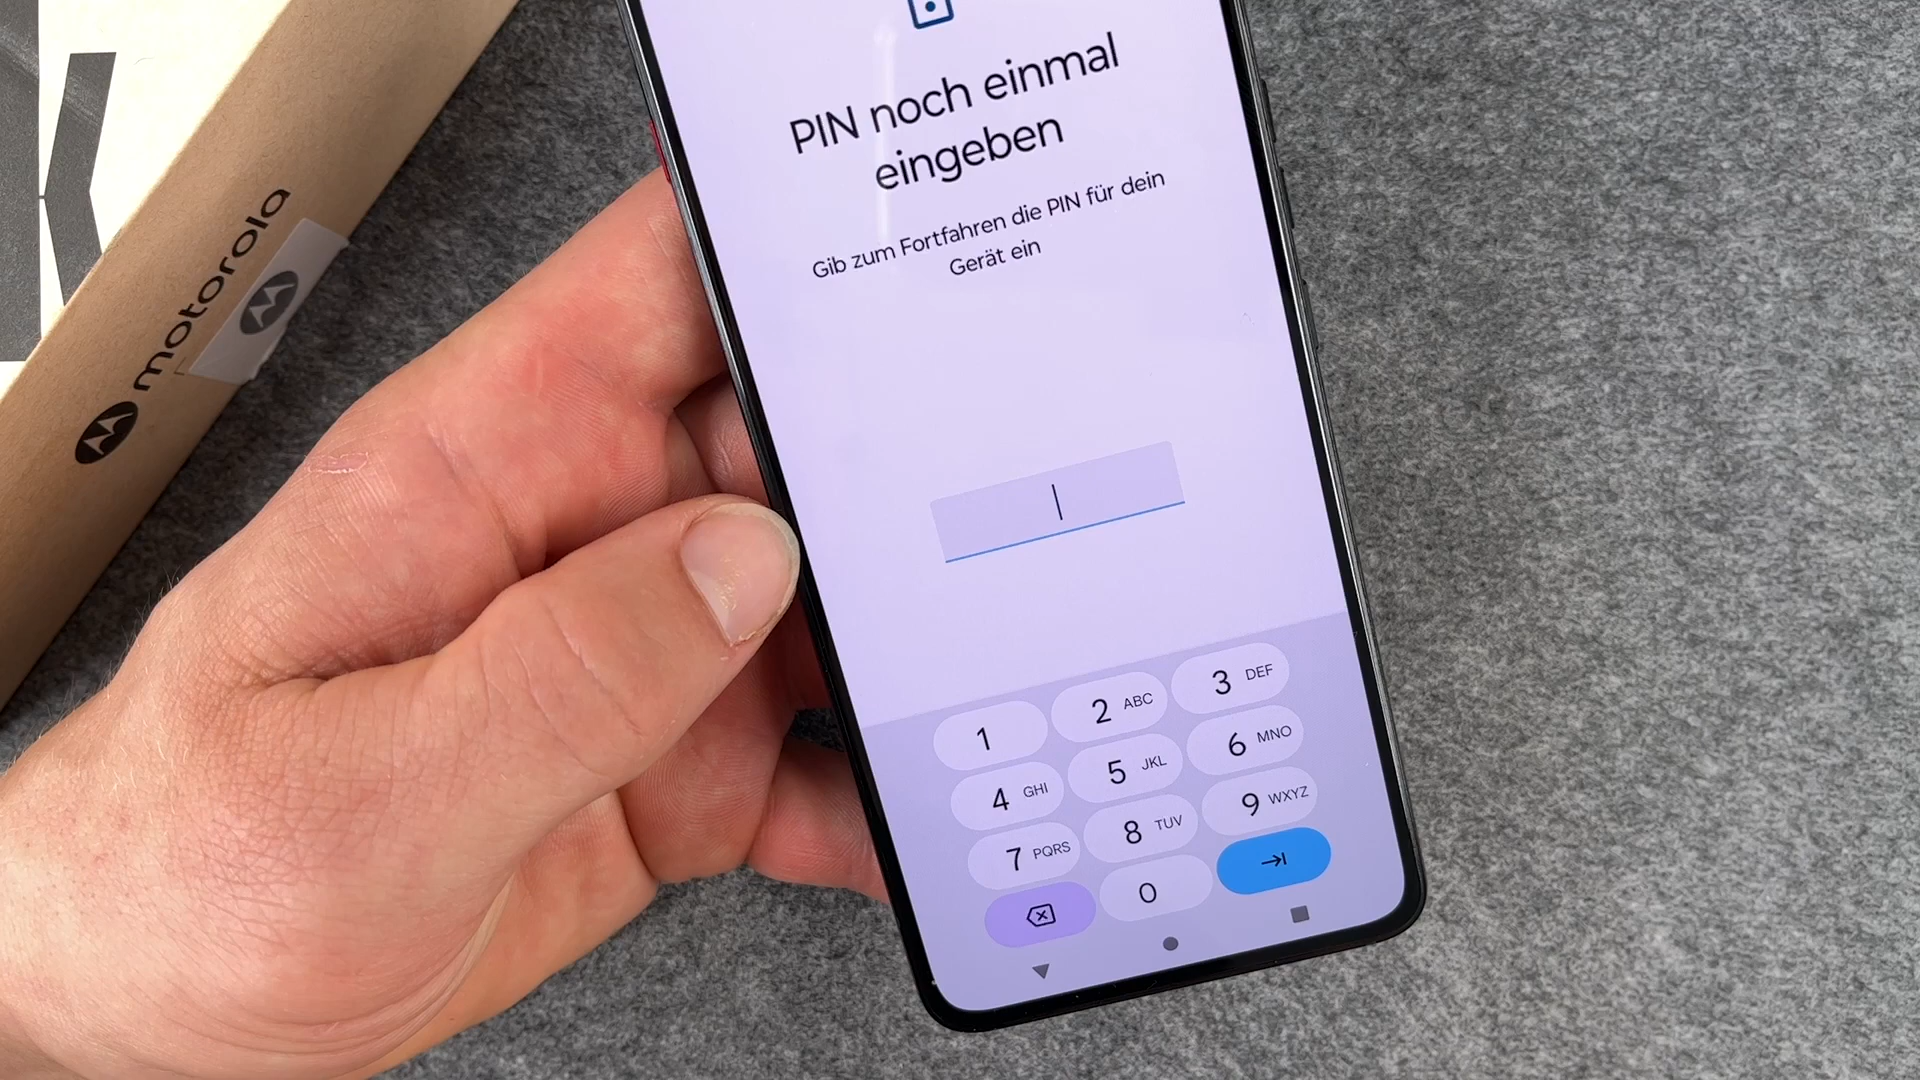 PIN noch einmal
eingeben
Gib zum Fortfahren die PIN für dein
Gerät ein
1
2 ABC
3 DEF
4 GHI
5 JKL
6 MNO
7 PQRS
8 TUV
9 WXYZ
0
motorola